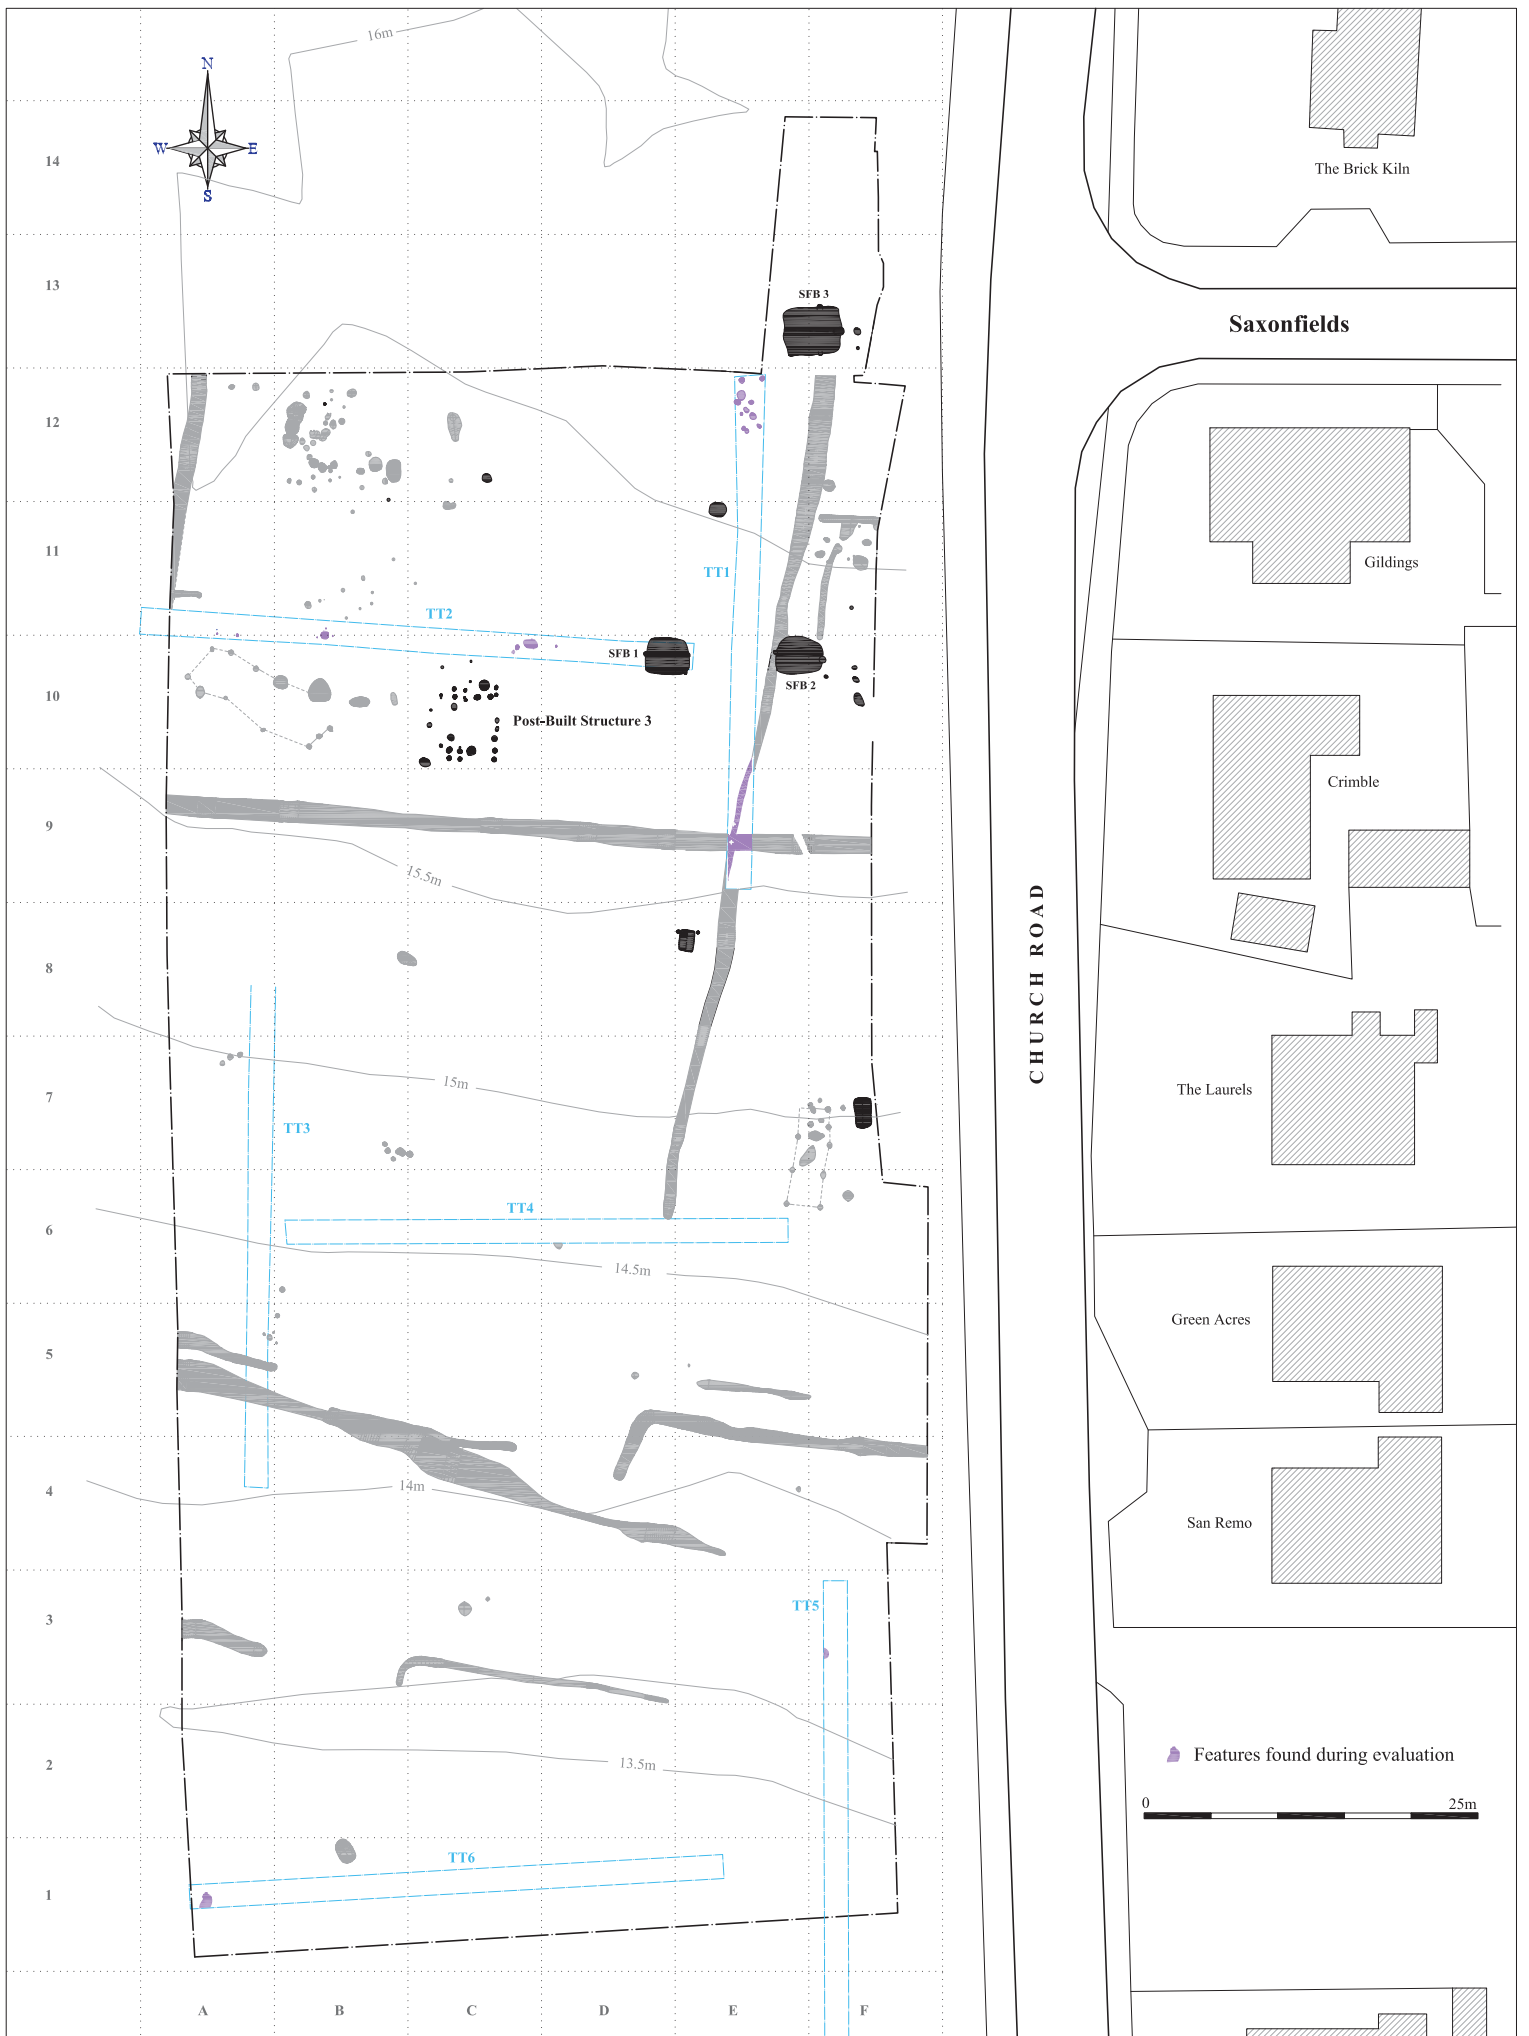 16m
N
W E
S
14
The Brick Kiln
13
SFB 3
Saxonfields
12
11
Gildings
TT1
TT2
SFB 1
SFB 2
10
Post-Built Structure 3
Crimble
9
15.5m
CHURCH ROAD
8
15m
7
The Laurels
TT3
TT4
6
14.5m
Green Acres
5
14m
4
San Remo
3
TT5
2
13.5m
Features found during evaluation
0 25m
TT6
1
A B C D E F